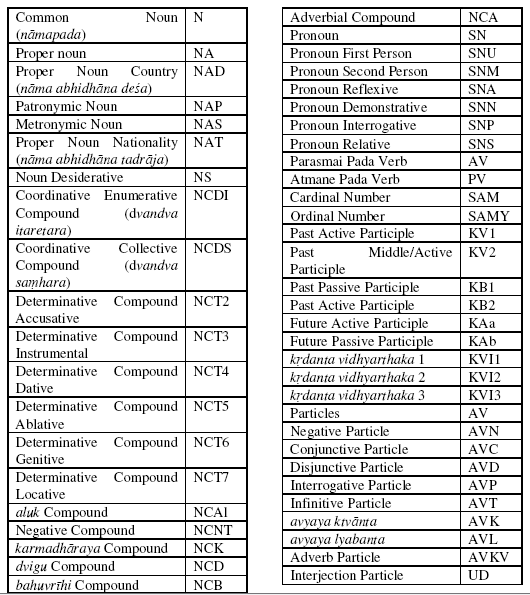 Common Noun N
(nāmapada)
Proper noun NA
Proper Noun Country NAD
(nāma abhidhāna deśa)
Patronymic Noun NAP
Metronymic Noun NAS
Proper Noun Nationality NAT
(nāma abhidhāna tadrāja)
Noun Desiderative NS
Coordinative Enumerative NCDI
Compound (dvandva
itaretara)
Coordinative Collective NCDS
Compound (dvandva
samhara)
Determinative Compound NCT2
Accusative
Determinative Compound NCT3
Instrumental
Determinative Compound NCT4
Dative
Determinative Compound NCT5
Ablative
Determinative Compound NCT6
Genitive
Determinative Compound NCT7
Locative
aluk Compound NCAl
Negative Compound NCNT
karmadhāraya Compound NCK
dvigu Compound NCD
bahuvrīhi Compound NCB
Adverbial Compound NCA
Pronoun SN
Pronoun First Person SNU
Pronoun Second Person SNM
Pronoun Reflexive SNA
Pronoun Demonstrative SNN
Pronoun Interrogative SNP
Pronoun Relative SNS
Parasmai Pada Verb AV
Atmane Pada Verb PV
Cardinal Number SAM
Ordinal Number SAMY
Past Active Participle KV1
Past Middle/Active KV2
Participle
Past Passive Participle KB1
Past Active Participle KB2
Future Active Participle KAa
Future Passive Participle KAb
kṛdanta vidhyarthaka 1 KVI1
kṛdanta vidhyarthaka 2 KVI2
kṛdanta vidhyarthaka 3 KVI3
Particles AV
Negative Particle AVN
Conjunctive Particle AVC
Disjunctive Particle AVD
Interrogative Particle AVP
Infinitive Particle AVT
avyaya ktvānta AVK
avyaya lyabanta AVL
Adverb Particle AVKV
Interjection Particle UD